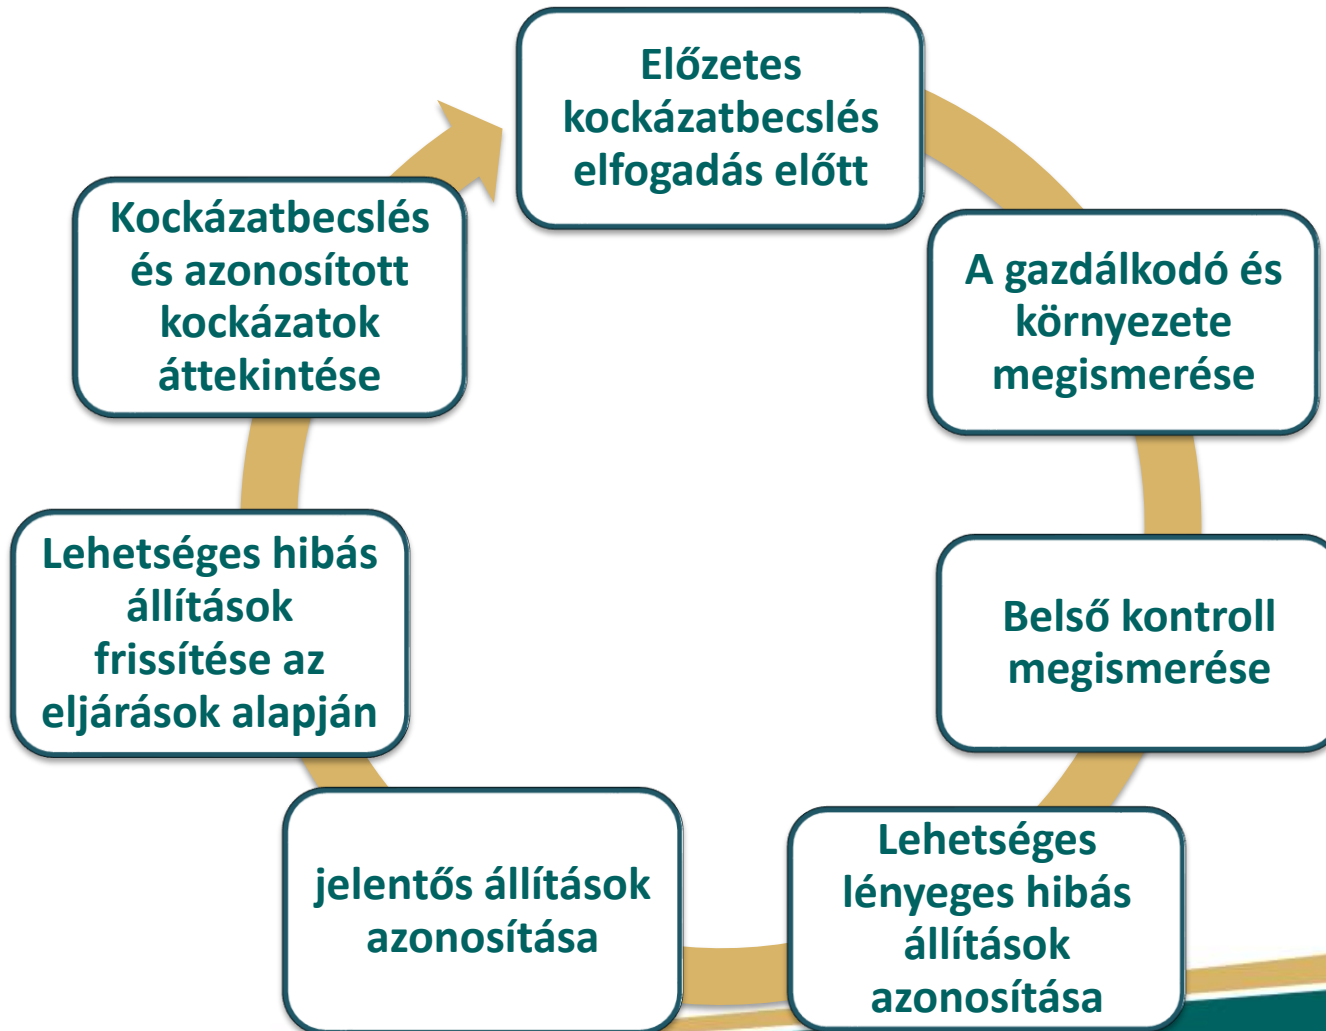 Előzetes
kockázatbecslés
elfogadás előtt
A gazdálkodó és
környezete
megismerése
Belső kontroll
megismerése
Lehetséges
lényeges hibás
állítások
azonosítása
jelentős állítások
azonosítása
Lehetséges hibás
állítások
frissítése az
eljárások alapján
Kockázatbecslés
és azonosított
kockázatok
áttekintése